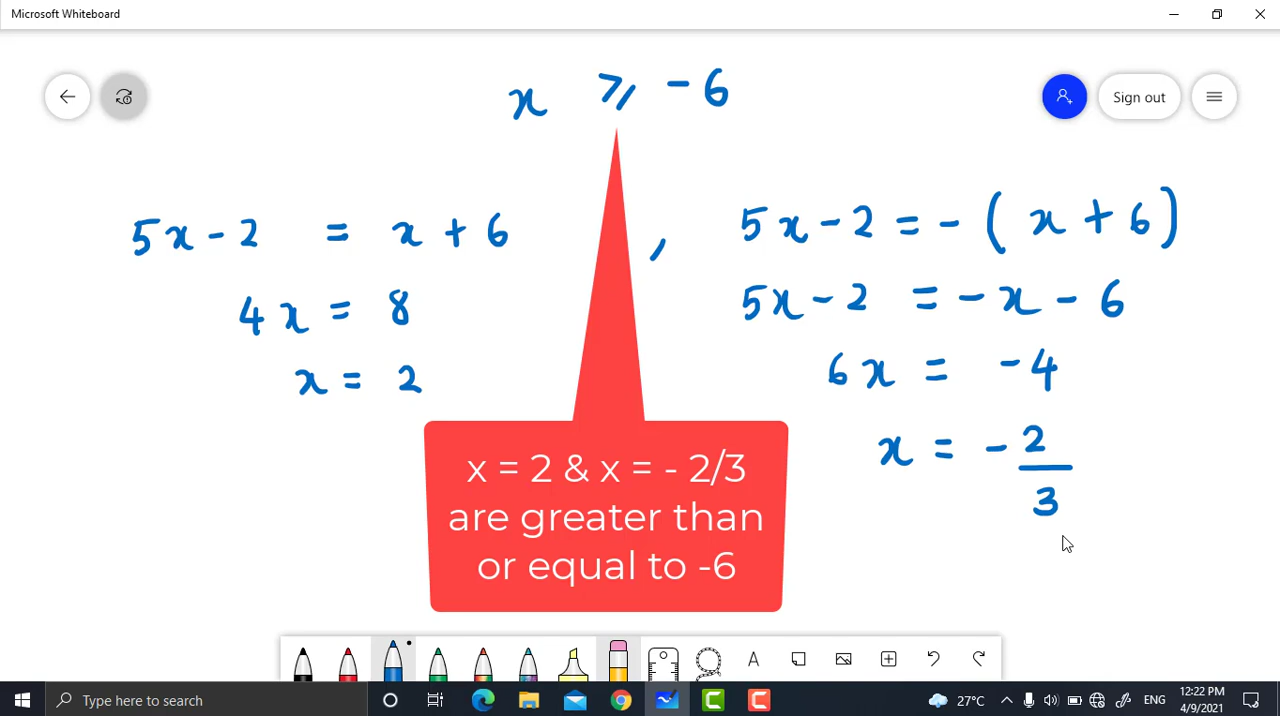 Microsoft Whiteboard
x ⩾ -6
Sign out
5x - 2 = x + 6 , 5x - 2 = - ( x + 6 )
4x = 8 5x - 2 = - x - 6
x = 2 6x = - 4
x = - 2/3
x = 2 & x = - 2/3
are greater than
or equal to -6
A
Type here to search
27°C
ENG
12:22 PM
4/9/2021